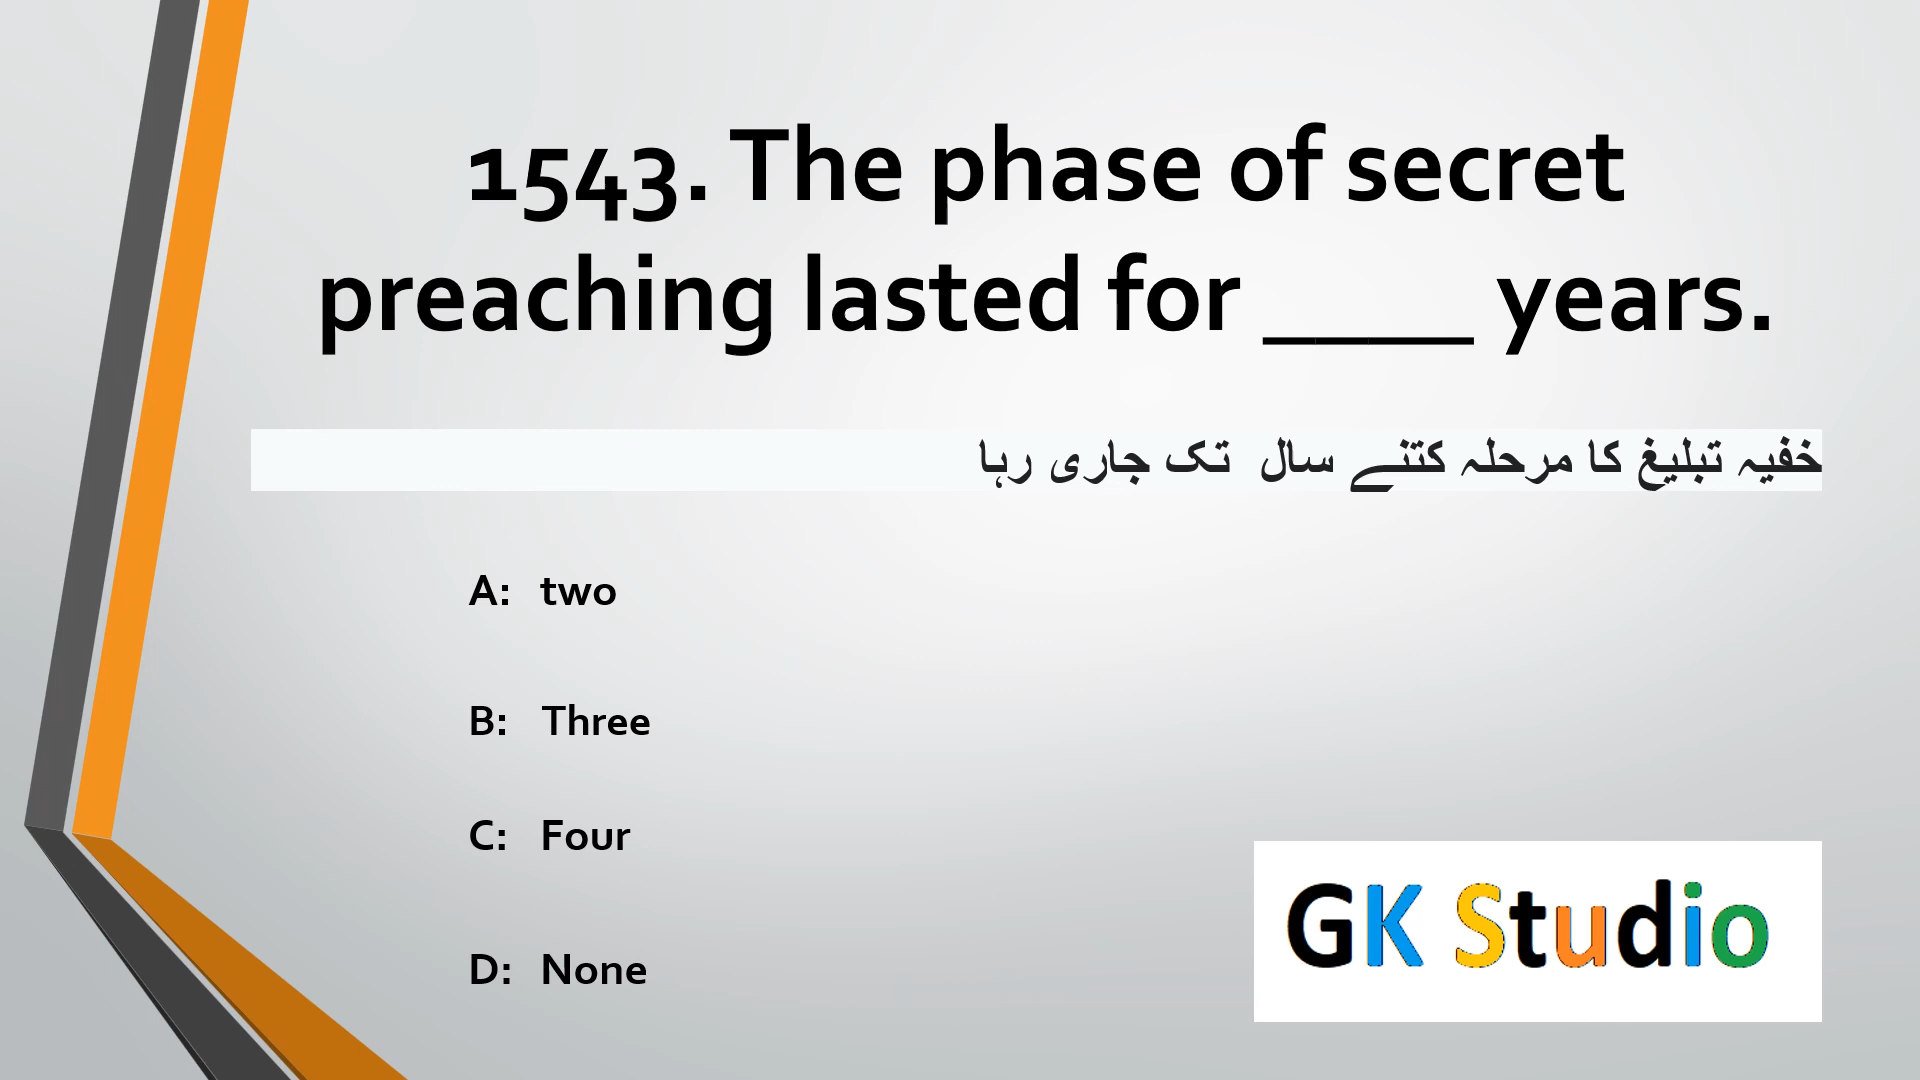 1543. The phase of secret
preaching lasted for ____ years.
خفیہ تبلیغ کا مرحلہ کتنے سال تک جاری رہا
A: two
B: Three
C: Four
D: None
GK Studio